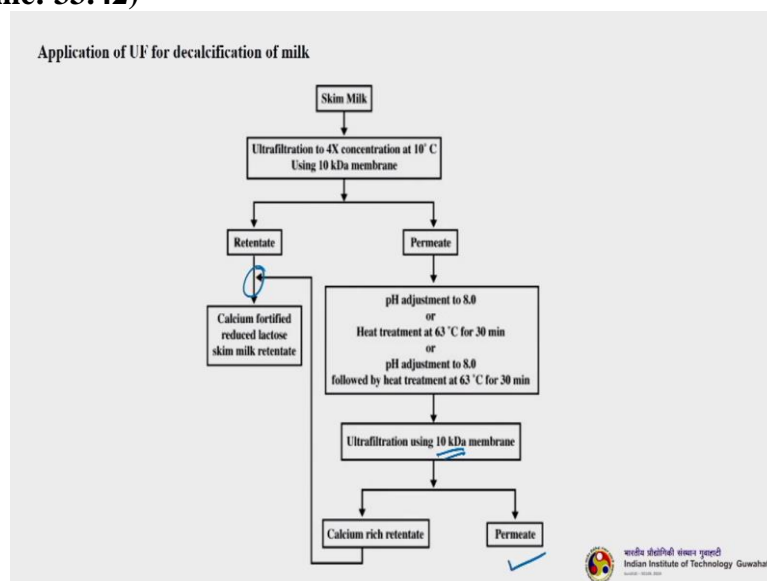 Application of UF for decalcification of milk
Skim Milk
Ultrafiltration to 4X concentration at 10˚ C
Using 10 kDa membrane
Retentate
Permeate
pH adjustment to 8.0
or
Heat treatment at 63 ˚C for 30 min
or
pH adjustment to 8.0
followed by heat treatment at 63 ˚C for 30 min
Calcium fortified
reduced lactose
skim milk retentate
Ultrafiltration using 10 kDa membrane
Calcium rich retentate
Permeate
भारतीय प्रौद्योगिकी संस्थान गुवाहाटी
Indian Institute of Technology Guwaha